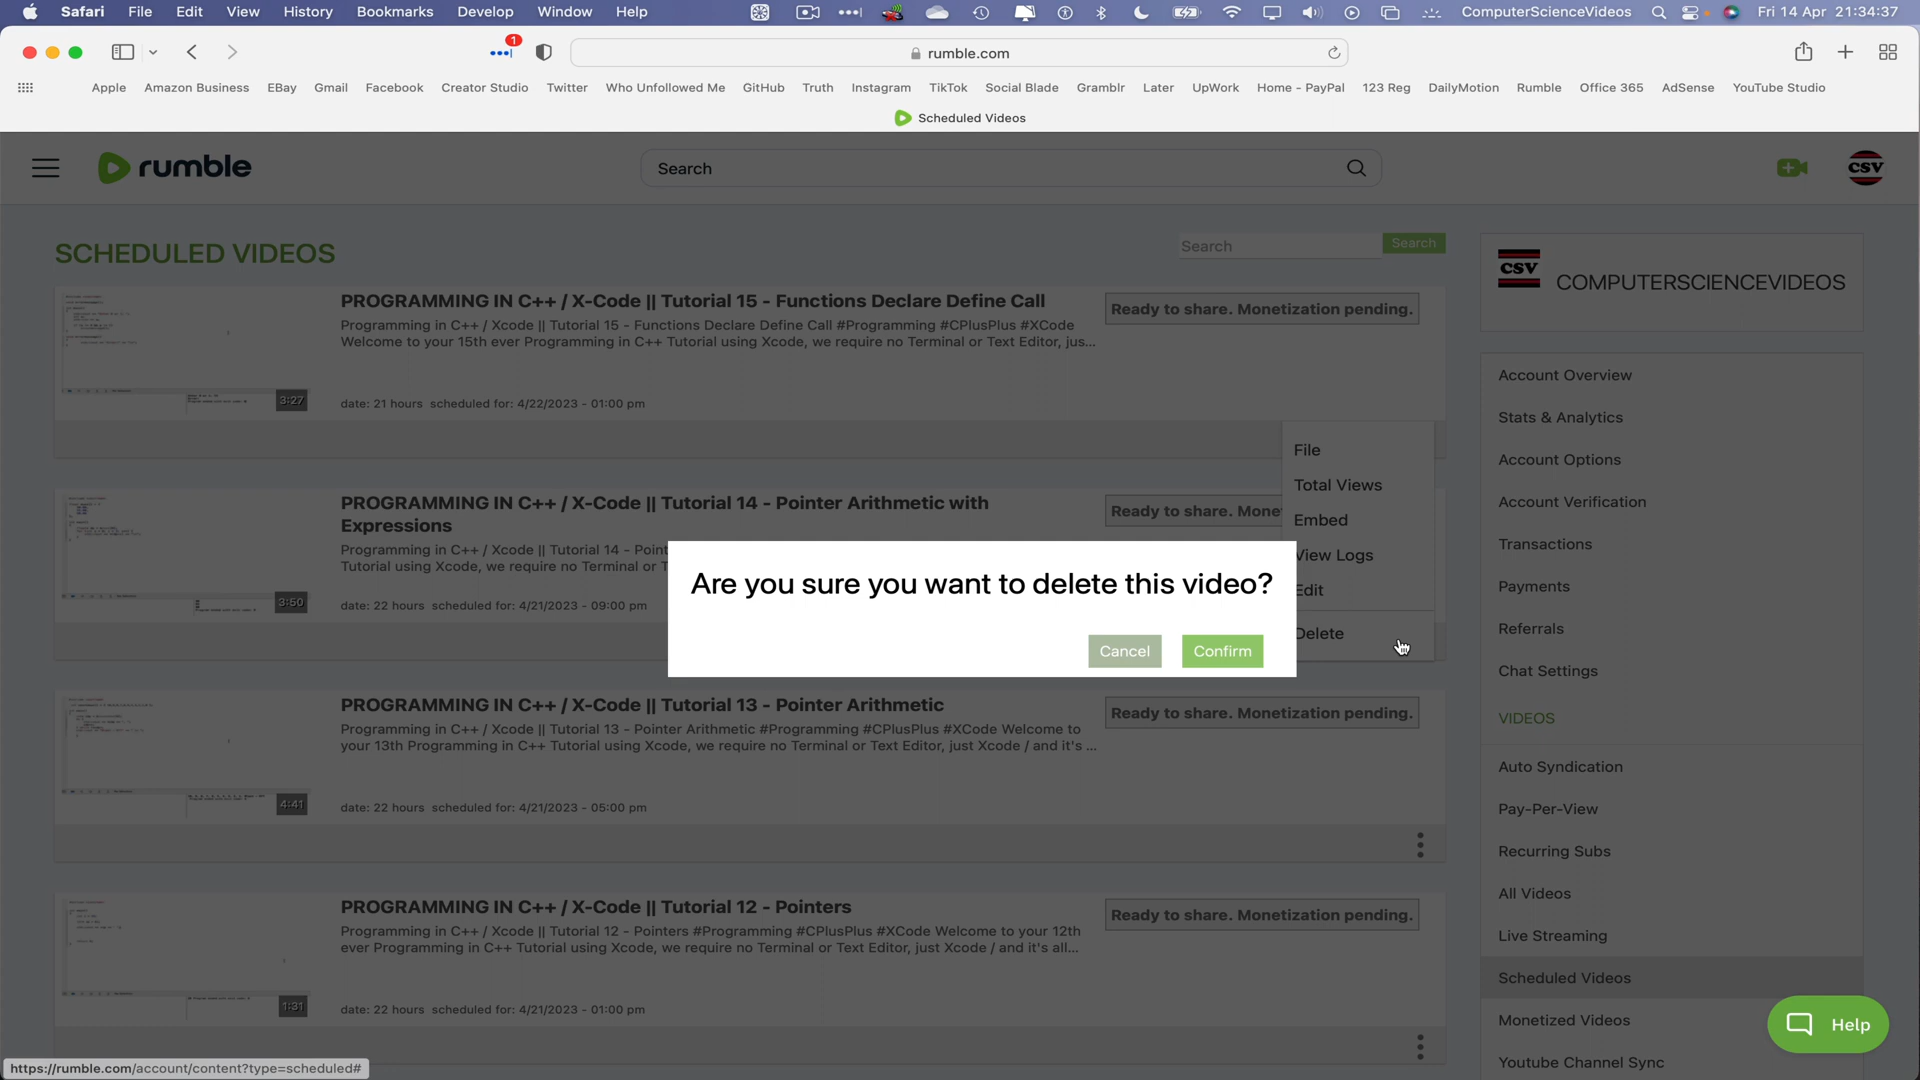 Safari File Edit View History Bookmarks Develop Window Help ComputerScienceVideos Fri 14 Apr 21:34:37
1
rumble.com
Apple Amazon Business EBay Gmail Facebook Creator Studio Twitter Who Unfollowed Me GitHub Truth Instagram TikTok Social Blade Gramblr Later UpWork Home - PayPal 123 Reg DailyMotion Rumble Office 365 AdSense YouTube Studio
Scheduled Videos
rumble
Search
CSV
SCHEDULED VIDEOS
Search Search
PROGRAMMING IN C++ / X-Code || Tutorial 15 - Functions Declare Define Call
Ready to share. Monetization pending.
Programming in C++ / Xcode || Tutorial 15 - Functions Declare Define Call #Programming #CPlusPlus #XCode
Welcome to your 15th ever Programming in C++ Tutorial using Xcode, we require no Terminal or Text Editor, jus...
3:27
date: 21 hours scheduled for: 4/22/2023 - 01:00 pm
PROGRAMMING IN C++ / X-Code || Tutorial 14 - Pointer Arithmetic with
Expressions
Ready to share. Mone
Programming in C++ / Xcode || Tutorial 14 - Point
Tutorial using Xcode, we require no Terminal or T
3:50
date: 22 hours scheduled for: 4/21/2023 - 09:00 pm
File
Total Views
Embed
View Logs
Edit
Delete
Are you sure you want to delete this video?
Cancel Confirm
PROGRAMMING IN C++ / X-Code || Tutorial 13 - Pointer Arithmetic
Ready to share. Monetization pending.
Programming in C++ / Xcode || Tutorial 13 - Pointer Arithmetic #Programming #CPlusPlus #XCode Welcome to
your 13th Programming in C++ Tutorial using Xcode, we require no Terminal or Text Editor, just Xcode / and it's ...
4:41
date: 22 hours scheduled for: 4/21/2023 - 05:00 pm
PROGRAMMING IN C++ / X-Code || Tutorial 12 - Pointers
Ready to share. Monetization pending.
Programming in C++ / Xcode || Tutorial 12 - Pointers #Programming #CPlusPlus #XCode Welcome to your 12th
ever Programming in C++ Tutorial using Xcode, we require no Terminal or Text Editor, just Xcode / and it's all...
1:31
date: 22 hours scheduled for: 4/21/2023 - 01:00 pm
CSV COMPUTERSCIENCEVIDEOS
Account Overview
Stats & Analytics
Account Options
Account Verification
Transactions
Payments
Referrals
Chat Settings
VIDEOS
Auto Syndication
Pay-Per-View
Recurring Subs
All Videos
Live Streaming
Scheduled Videos
Monetized Videos
Youtube Channel Sync
Help
https://rumble.com/account/content?type=scheduled#